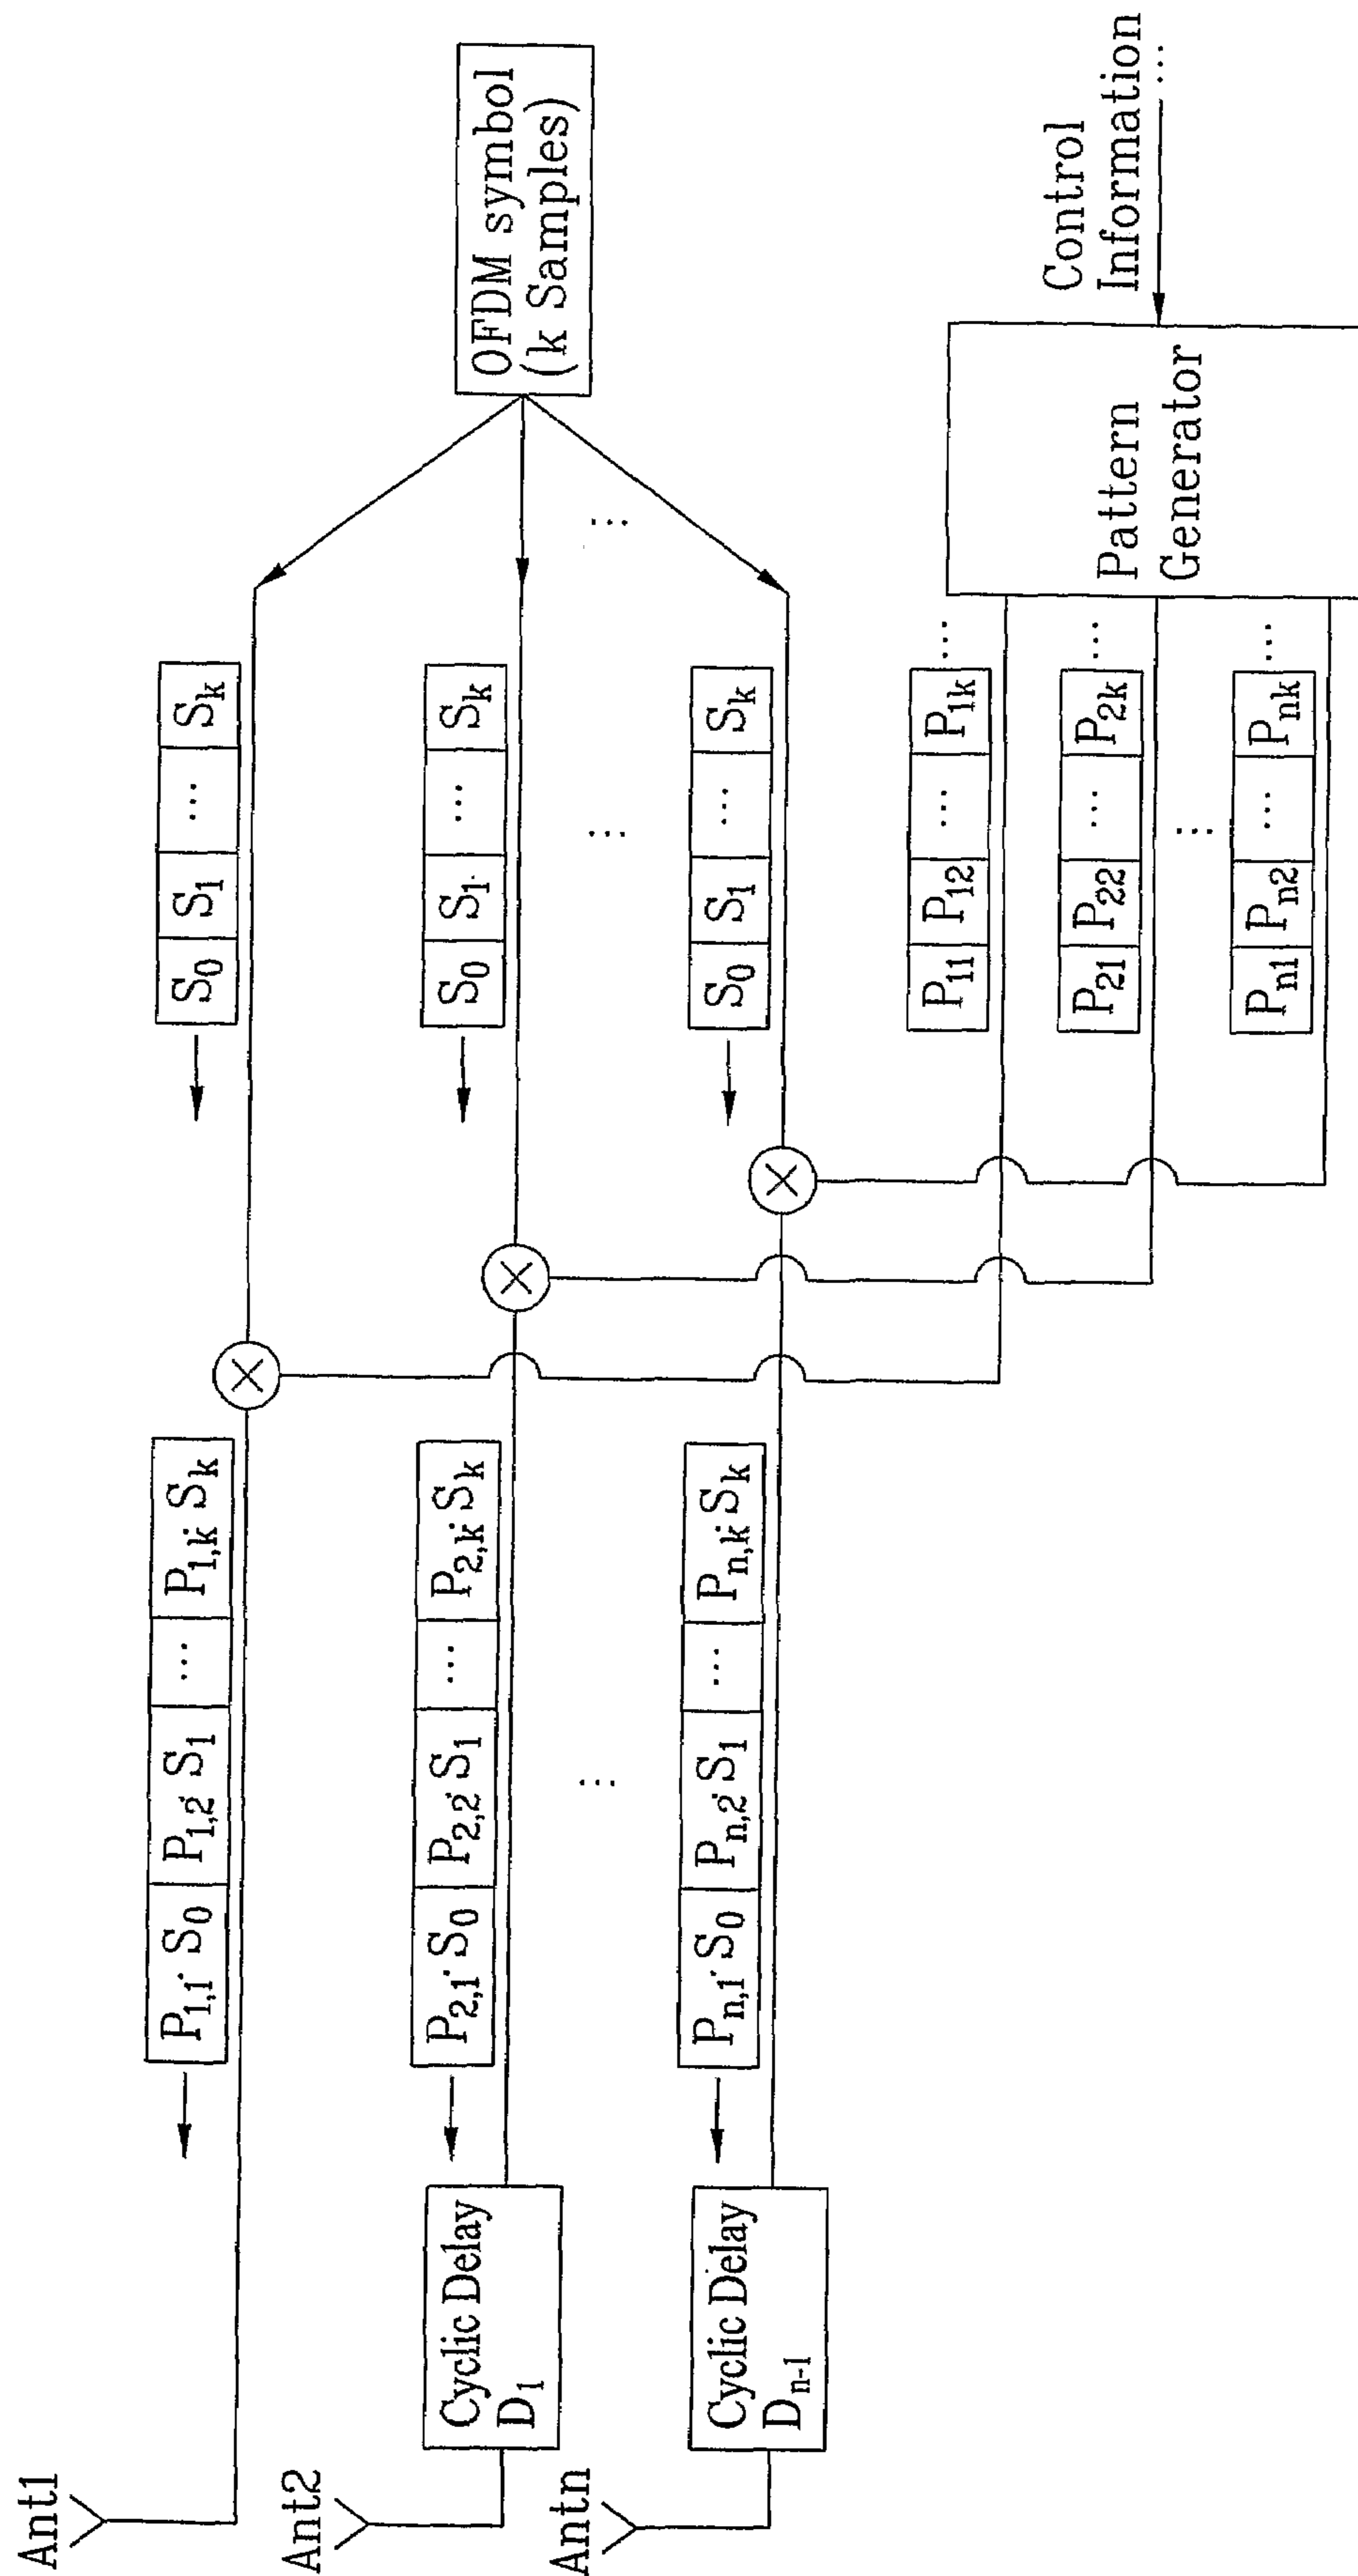 Ant1
P1,1·S0 P1,2·S1 ... P1,k·Sk
S0 S1 ... Sk
Ant2
Cyclic Delay
D1
P2,1·S0 P2,2·S1 ... P2,k·Sk
S0 S1 ... Sk
OFDM symbol
(k Samples)
...
...
...
Antn
Cyclic Delay
Dn-1
Pn,1·S0 Pn,2·S1 ... Pn,k·Sk
S0 S1 ... Sk
P11 P12 ... P1k ...
P21 P22 ... P2k ...
...
Pn1 Pn2 ... Pnk ...
Pattern
Generator
Control
Information
...